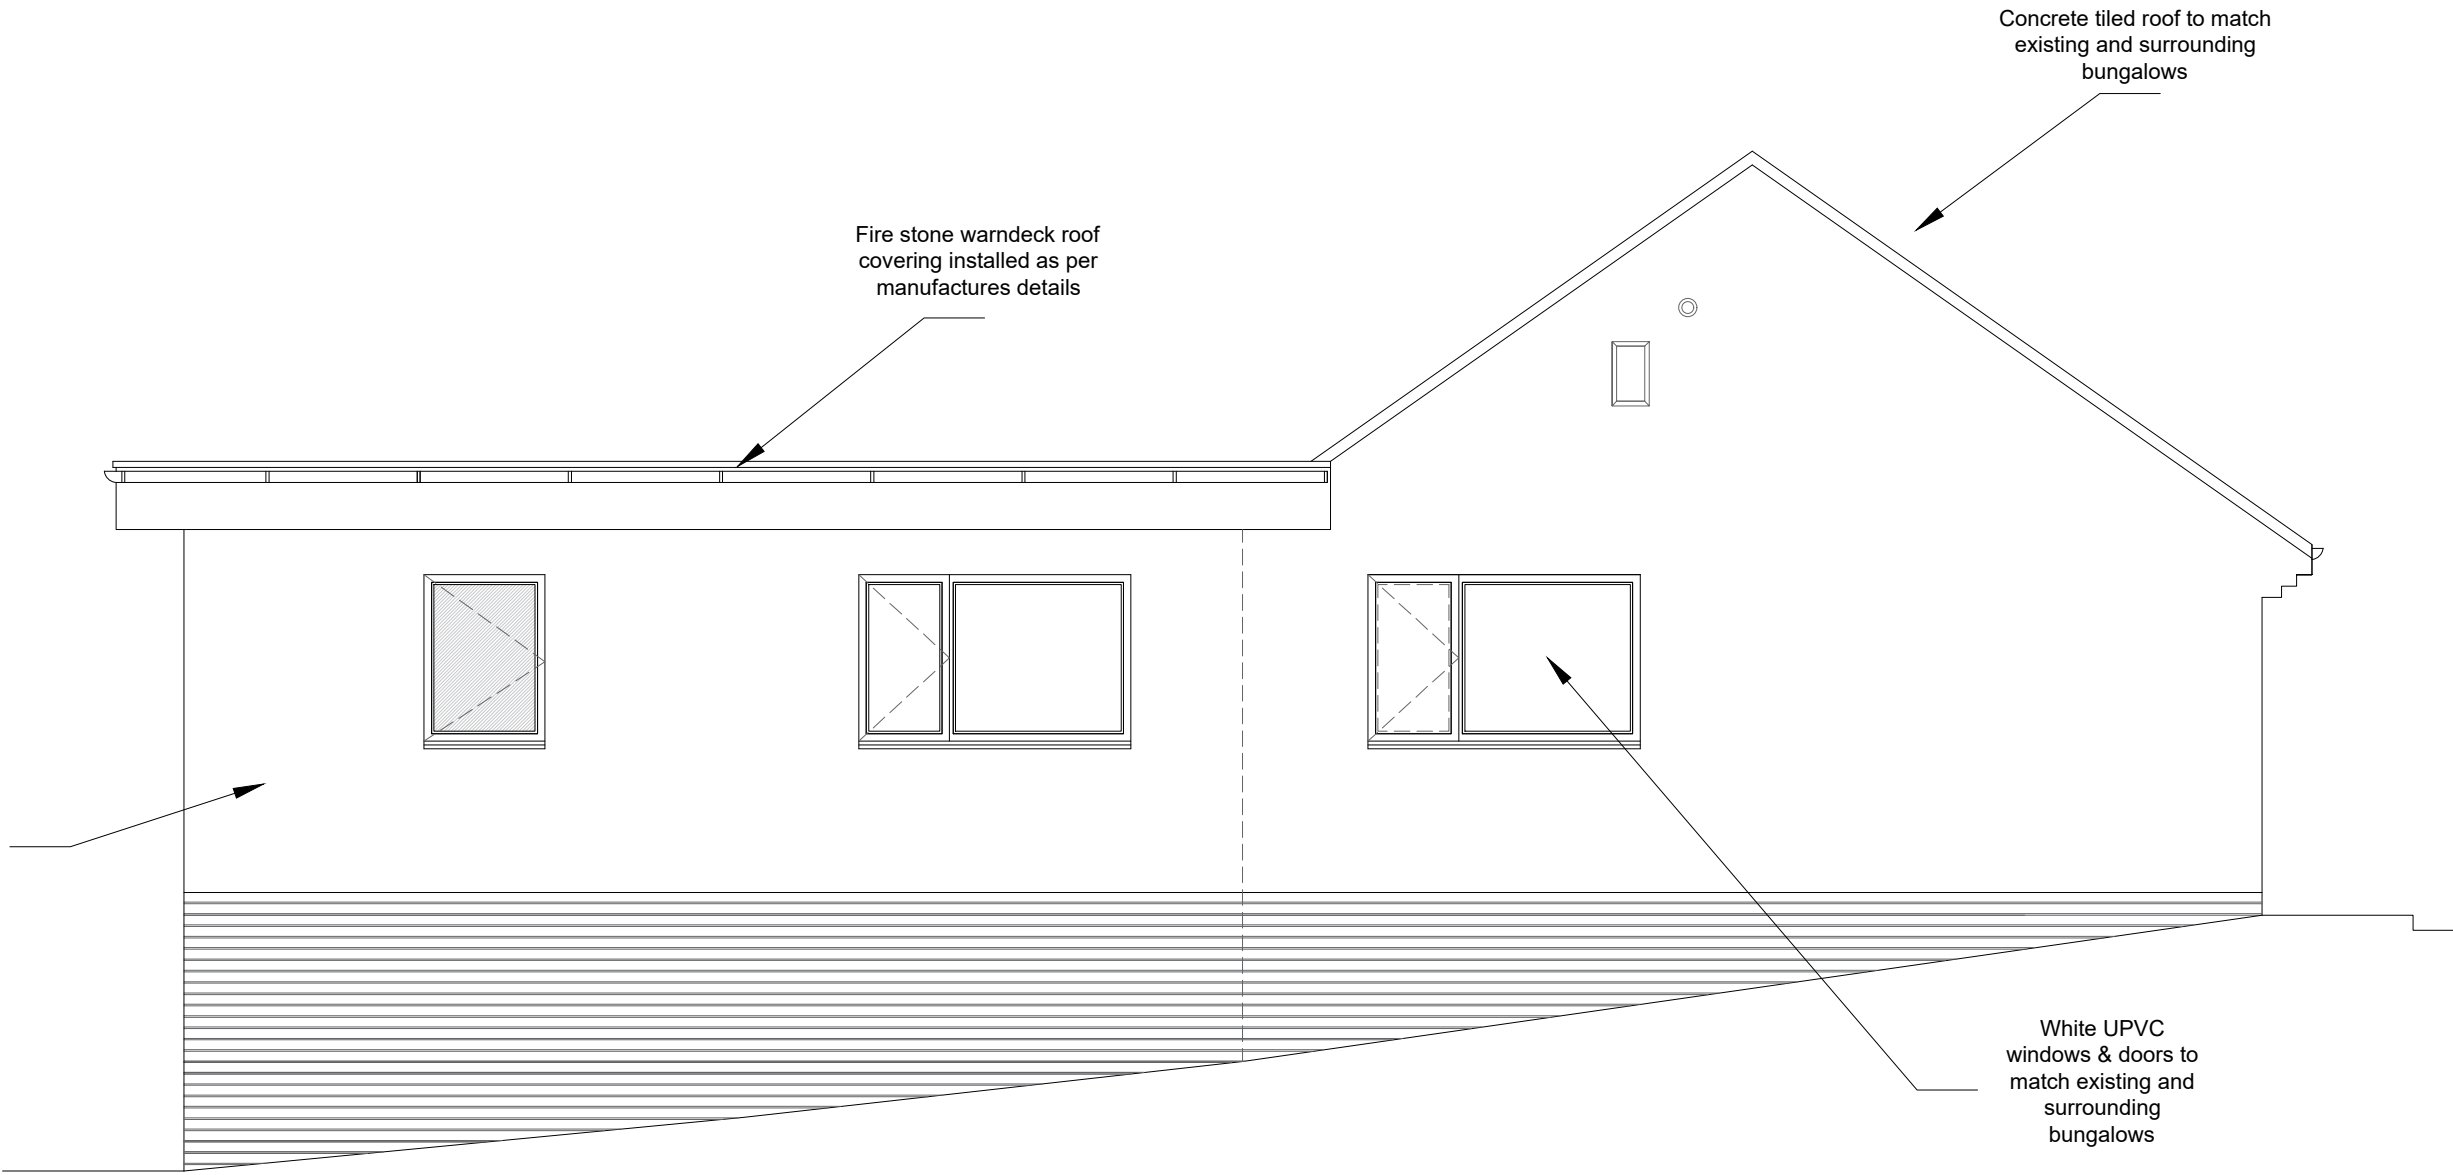 Concrete tiled roof to match
existing and surrounding
bungalows
Fire stone warndeck roof
covering installed as per
manufactures details
White UPVC
windows & doors to
match existing and
surrounding
bungalows